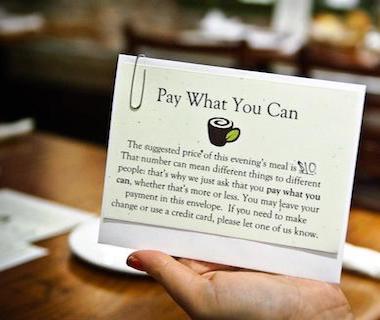 Pay What You Can
The suggested price of this evening's meal is $10
That number can mean different things to different
people: that's why we just ask that you pay what you
can, whether that's more or less. You may leave your
payment in this envelope. If you need to make
change or use a credit card, please let one of us know.